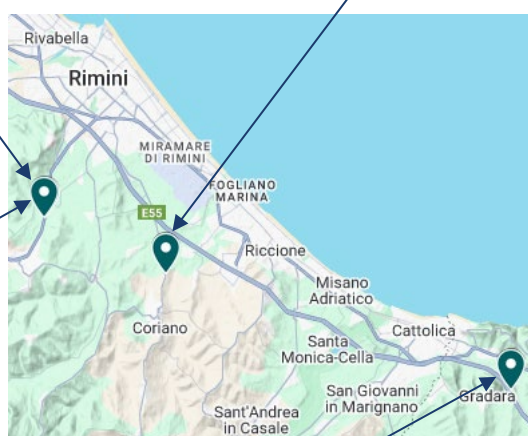 Rivabella
Rimini
MIRAMARE
DI RIMINI
FOGLIANO
MARINA
E55
Riccione
Misano
Adriatico
Coriano
Cattolica
Santa
Monica-Cella
Gradara
San Giovanni
in Marignano
Sant'Andrea
in Casale